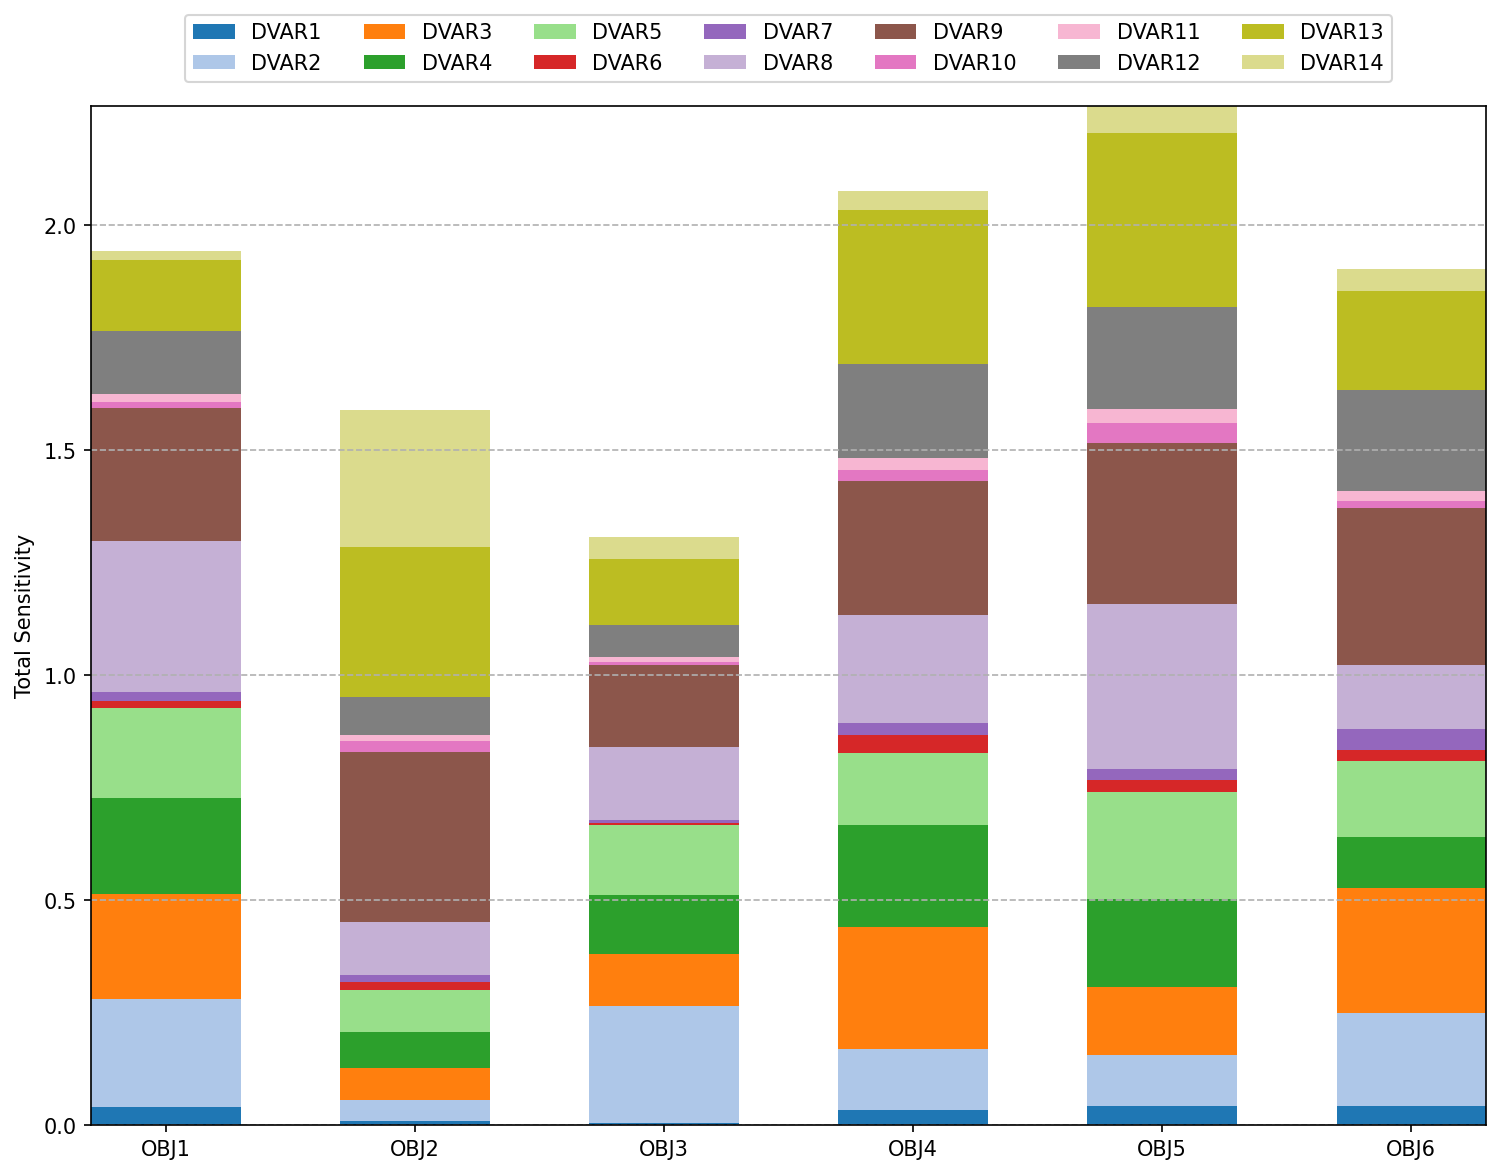 DVAR1 DVAR3 DVAR5 DVAR7 DVAR9 DVAR11 DVAR13
DVAR2 DVAR4 DVAR6 DVAR8 DVAR10 DVAR12 DVAR14
Total Sensitivity
2.0
1.5
1.0
0.5
0.0
OBJ1 OBJ2 OBJ3 OBJ4 OBJ5 OBJ6